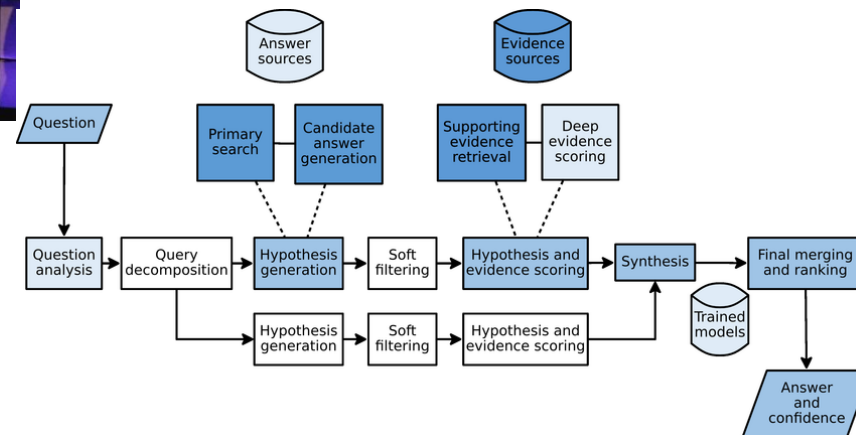 Answer
sources
Evidence
sources
Question
Primary
search
Candidate
answer
generation
Supporting
evidence
retrieval
Deep
evidence
scoring
Question
analysis
Query
decomposition
Hypothesis
generation
Soft
filtering
Hypothesis and
evidence scoring
Synthesis
Final merging
and ranking
Trained
models
Hypothesis
generation
Soft
filtering
Hypothesis and
evidence scoring
Answer
and
confidence